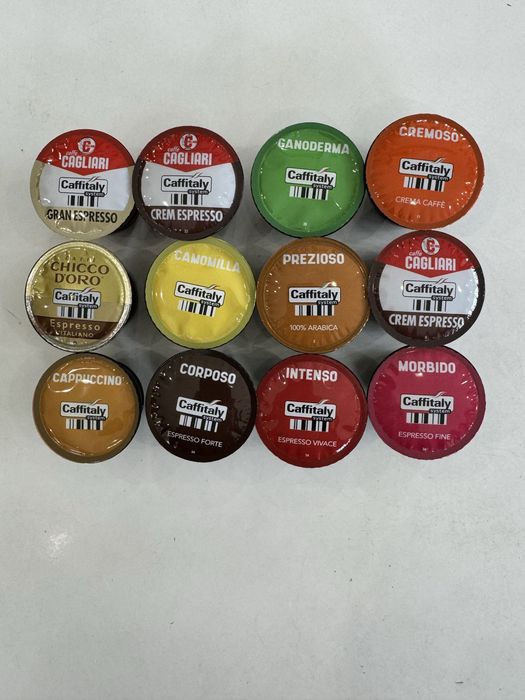 caffè
CAGLIARI
Caffitaly
system
GRAN ESPRESSO
caffè
CAGLIARI
Caffitaly
system
CREM ESPRESSO
GANODERMA
Caffitaly
system
CREMOSO
Caffitaly
system
CREMA CAFFÈ
CAFFÈ
CHICCO
D'ORO
Caffitaly
system
Espresso
ITALIANO
CAMOMILLA
Caffitaly
system
PREZIOSO
Caffitaly
system
100% ARABICA
caffè
CAGLIARI
Caffitaly
system
CREM ESPRESSO
CAPPUCCINO
Caffitaly
system
CORPOSO
Caffitaly
system
ESPRESSO FORTE
INTENSO
Caffitaly
system
ESPRESSO VIVACE
MORBIDO
Caffitaly
system
ESPRESSO FINE